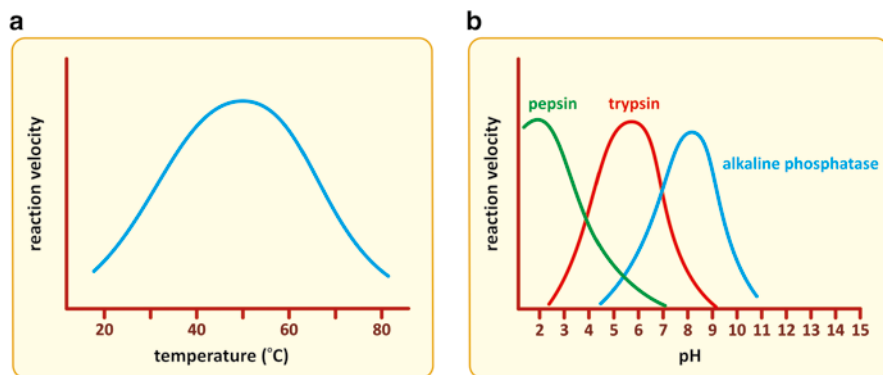 a
reaction velocity
20 40 60 80
temperature (°C)
b
reaction velocity
pepsin trypsin
alkaline phosphatase
2 3 4 5 6 7 8 9 10 11 12 13 14 15
pH